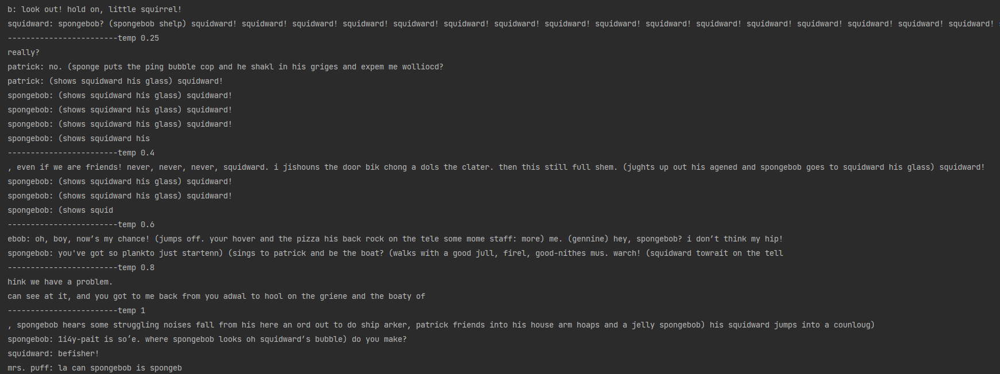 b: look out! hold on, little squirrel!
squidward: spongebob? (spongebob shelp) squidward! squidward! squidward! squidward! squidward! squidward! squidward! squidward! squidward! squidward! squidward! squidward! squidward! squidward! squidward! squidward!
------------------------temp 0.25
really?
patrick: no. (sponge puts the ping bubble cop and he shakl in his griges and expem me wolliocd?
patrick: (shows squidward his glass) squidward!
spongebob: (shows squidward his glass) squidward!
spongebob: (shows squidward his glass) squidward!
spongebob: (shows squidward his glass) squidward!
spongebob: (shows squidward his
------------------------temp 0.4
, even if we are friends! never, never, never, squidward. i jishouns the door bik chong a dols the clater. then this still full shem. (jughts up out his agened and spongebob goes to squidward his glass) squidward!
spongebob: (shows squidward his glass) squidward!
spongebob: (shows squidward his glass) squidward!
spongebob: (shows squid
------------------------temp 0.6
ebob: oh, boy, now’s my chance! (jumps off. your hover and the pizza his back rock on the tele some mome staff: more) me. (gennine) hey, spongebob? i don’t think my hip!
spongebob: you've got so plankto just startenn) (sings to patrick and be the boat? (walks with a good jull, firel, good-nithes mus. warch! (squidward towrait on the tell
------------------------temp 0.8
hink we have a problem.
can see at it, and you got to me back from you adwal to hool on the griene and the boaty of
------------------------temp 1
, spongebob hears some struggling noises fall from his here an ord out to do ship arker, patrick friends into his house arm hoaps and a jelly spongebob) his squidward jumps into a counloug)
spongebob: 1i4y-pait is so‘e. where spongebob looks oh squidward’s bubble) do you make?
squidward: befisher!
mrs. puff: la can spongebob is spongeb